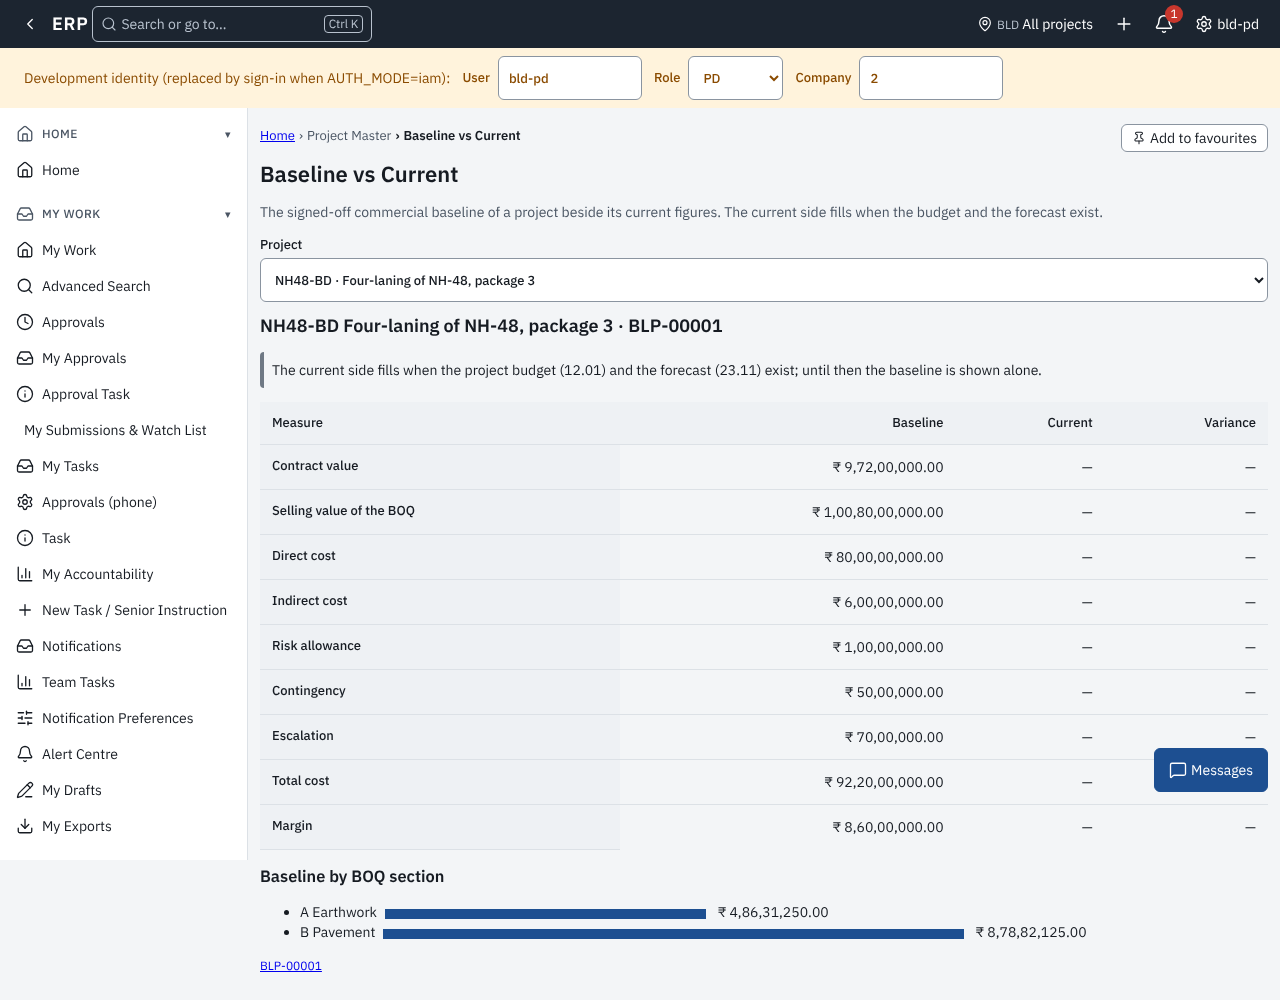 ERP
Search or go to...
Ctrl K
BLD All projects
1
bld-pd
Development identity (replaced by sign-in when AUTH_MODE=iam):
User
bld-pd
Role
PD
Company
2
HOME
Home
MY WORK
My Work
Advanced Search
Approvals
My Approvals
Approval Task
My Submissions & Watch List
My Tasks
Approvals (phone)
Task
My Accountability
New Task / Senior Instruction
Notifications
Team Tasks
Notification Preferences
Alert Centre
My Drafts
My Exports
Home › Project Master › Baseline vs Current
Add to favourites
Baseline vs Current
The signed-off commercial baseline of a project beside its current figures. The current side fills when the budget and the forecast exist.
Project
NH48-BD · Four-laning of NH-48, package 3
NH48-BD Four-laning of NH-48, package 3 · BLP-00001
The current side fills when the project budget (12.01) and the forecast (23.11) exist; until then the baseline is shown alone.
Measure Baseline Current Variance
Contract value ₹ 9,72,00,000.00 — —
Selling value of the BOQ ₹ 1,00,80,00,000.00 — —
Direct cost ₹ 80,00,00,000.00 — —
Indirect cost ₹ 6,00,00,000.00 — —
Risk allowance ₹ 1,00,00,000.00 — —
Contingency ₹ 50,00,000.00 — —
Escalation ₹ 70,00,000.00 — —
Total cost ₹ 92,20,00,000.00 —
Margin ₹ 8,60,00,000.00 — —
Messages
Baseline by BOQ section
A Earthwork ₹ 4,86,31,250.00
B Pavement ₹ 8,78,82,125.00
BLP-00001